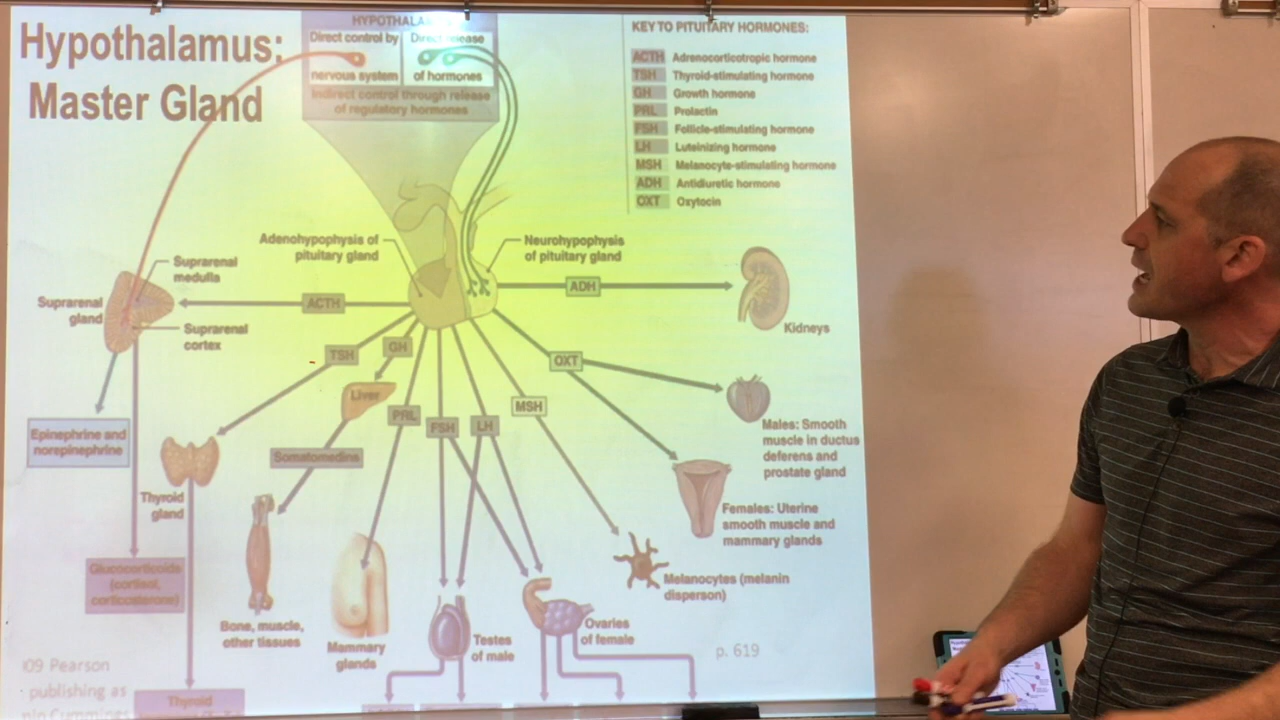 Hypothalamus:
Master Gland
HYPOTHALA
Direct control by
nervous system
Direct release
of hormones
Indirect control through release
of regulatory hormones
KEY TO PITUITARY HORMONES:
ACTH Adrenocorticotropic hormone
TSH Thyroid-stimulating hormone
GH Growth hormone
PRL Prolactin
FSH Follicle-stimulating hormone
LH Luteinizing hormone
MSH Melanocyte-stimulating hormone
ADH Antidiuretic hormone
OXT Oxytocin
Adenohypophysis of
pituitary gland
Neurohypophysis
of pituitary gland
Suprarenal
medulla
Suprarenal
gland
Suprarenal
cortex
ACTH
ADH
Kidneys
TSH
GH
OXT
Liver
PRL
FSH
LH
MSH
Epinephrine and
norepinephrine
Somatomedins
Males: Smooth
muscle in ductus
deferens and
prostate gland
Thyroid
gland
Females: Uterine
smooth muscle and
mammary glands
Glucocorticoids
(cortisol,
corticosterone)
Melanocytes (melanin
dispersion)
Bone, muscle,
other tissues
Mammary
glands
Testes
of male
Ovaries
of female
p. 619
09 Pearson
publishing as
Thyroid